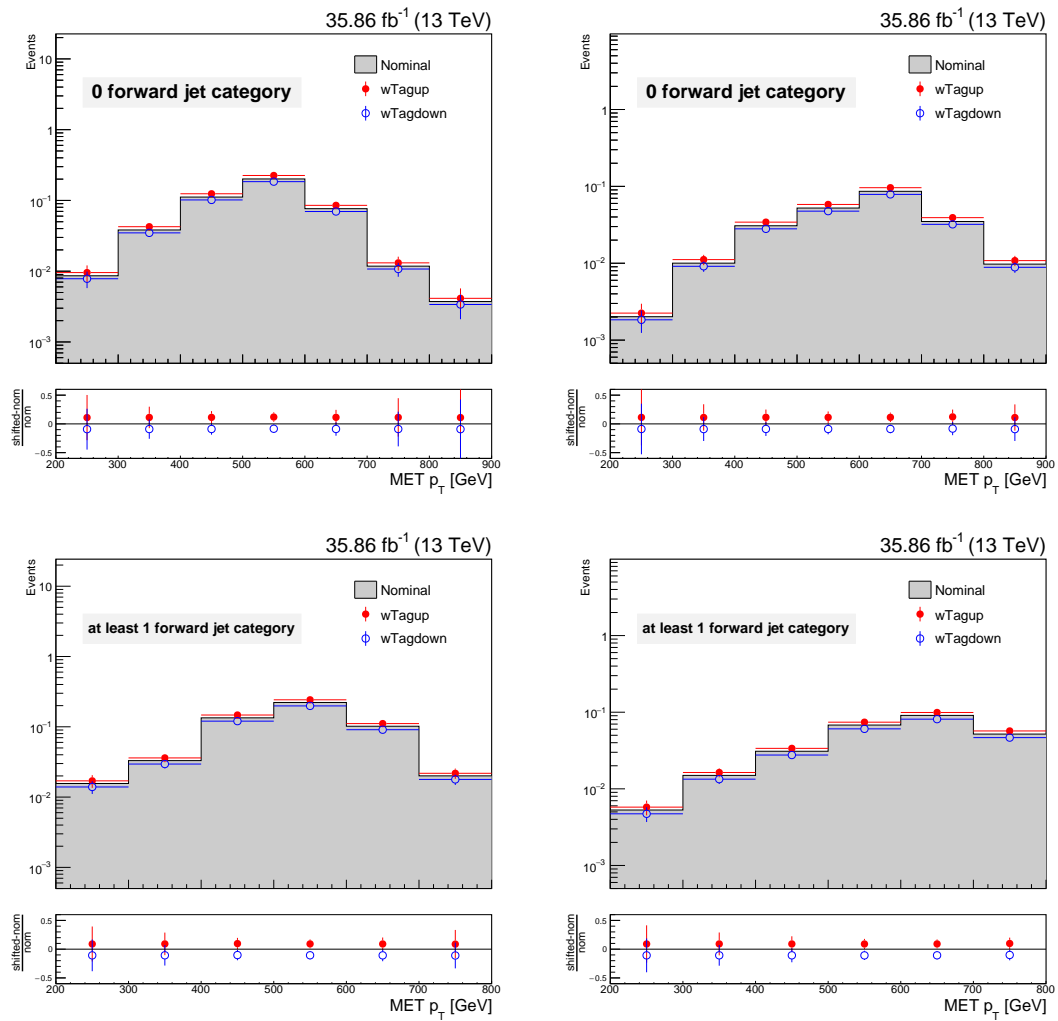 35.86 fb⁻¹ (13 TeV)
Events
10
1
10⁻¹
10⁻²
10⁻³
0 forward jet category
Nominal
wTagup
wTagdown
shifted-nom
nom
0.5
0
−0.5
200 300 400 500 600 700 800 900
MET p_T [GeV]
35.86 fb⁻¹ (13 TeV)
Events
1
10⁻¹
10⁻²
10⁻³
0 forward jet category
Nominal
wTagup
wTagdown
shifted-nom
nom
0.5
0
−0.5
200 300 400 500 600 700 800 900
MET p_T [GeV]
35.86 fb⁻¹ (13 TeV)
Events
10
1
10⁻¹
10⁻²
10⁻³
at least 1 forward jet category
Nominal
wTagup
wTagdown
shifted-nom
nom
0.5
0
−0.5
200 300 400 500 600 700 800
MET p_T [GeV]
35.86 fb⁻¹ (13 TeV)
Events
1
10⁻¹
10⁻²
10⁻³
at least 1 forward jet category
Nominal
wTagup
wTagdown
shifted-nom
nom
0.5
0
−0.5
200 300 400 500 600 700 800
MET p_T [GeV]